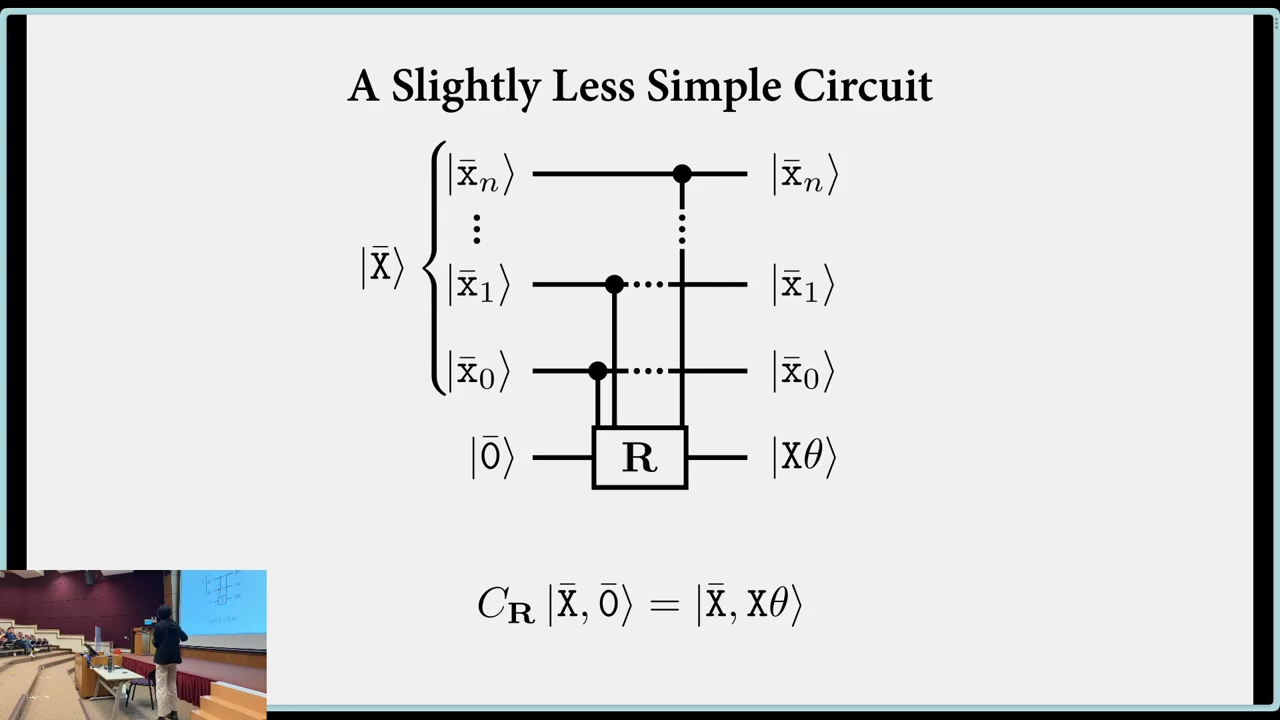 A Slightly Less Simple Circuit
|x̄ₙ⟩ |x̄ₙ⟩
⋮ ⋮
|X̄⟩ { |x̄₁⟩ |x̄₁⟩
|x̄₀⟩ |x̄₀⟩
|0̄⟩ R |Xθ⟩
C_R |X̄, 0̄⟩ = |X̄, Xθ⟩